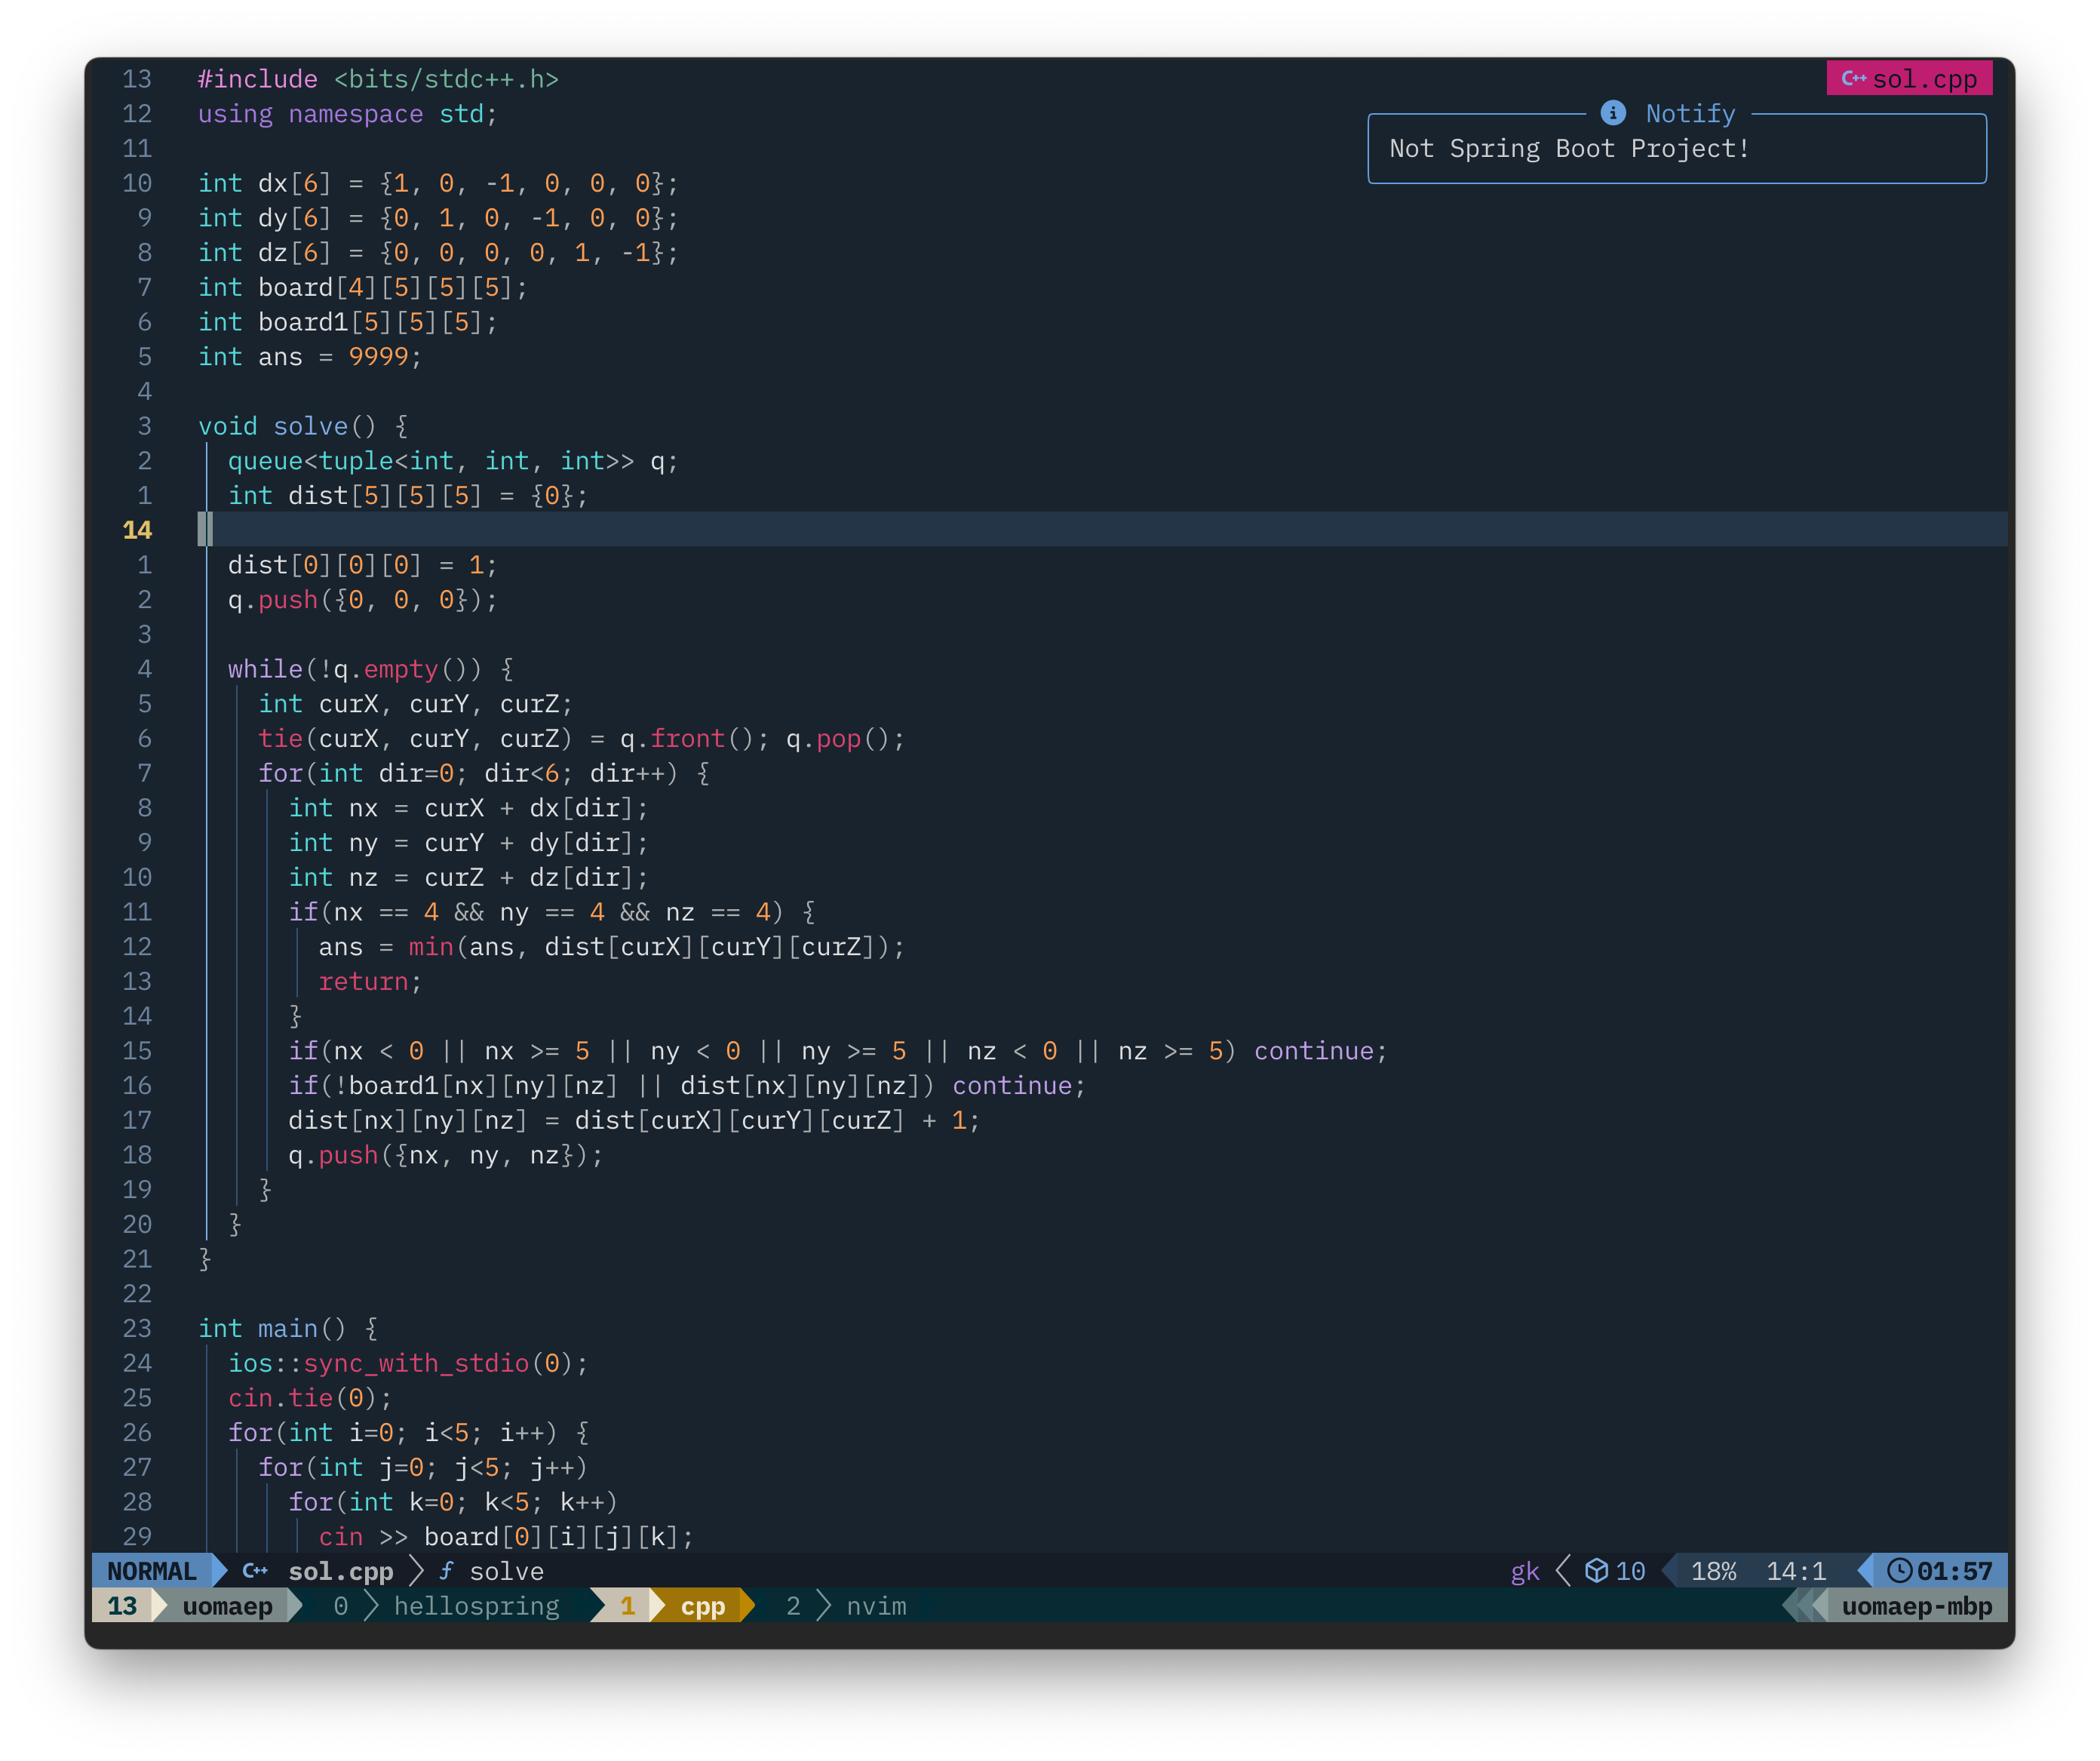 13 #include <bits/stdc++.h> C++ sol.cpp
12 using namespace std; i Notify
11 Not Spring Boot Project!
10 int dx[6] = {1, 0, -1, 0, 0, 0};
9 int dy[6] = {0, 1, 0, -1, 0, 0};
8 int dz[6] = {0, 0, 0, 0, 1, -1};
7 int board[4][5][5][5];
6 int board1[5][5][5];
5 int ans = 9999;
4
3 void solve() {
2 queue<tuple<int, int, int>> q;
1 int dist[5][5][5] = {0};
14
1 dist[0][0][0] = 1;
2 q.push({0, 0, 0});
3
4 while(!q.empty()) {
5 int curX, curY, curZ;
6 tie(curX, curY, curZ) = q.front(); q.pop();
7 for(int dir=0; dir<6; dir++) {
8 int nx = curX + dx[dir];
9 int ny = curY + dy[dir];
10 int nz = curZ + dz[dir];
11 if(nx == 4 && ny == 4 && nz == 4) {
12 ans = min(ans, dist[curX][curY][curZ]);
13 return;
14 }
15 if(nx < 0 || nx >= 5 || ny < 0 || ny >= 5 || nz < 0 || nz >= 5) continue;
16 if(!board1[nx][ny][nz] || dist[nx][ny][nz]) continue;
17 dist[nx][ny][nz] = dist[curX][curY][curZ] + 1;
18 q.push({nx, ny, nz});
19 }
20 }
21 }
22
23 int main() {
24 ios::sync_with_stdio(0);
25 cin.tie(0);
26 for(int i=0; i<5; i++) {
27 for(int j=0; j<5; j++)
28 for(int k=0; k<5; k++)
29 cin >> board[0][i][j][k];
NORMAL C++ sol.cpp f solve gk 10 18% 14:1 01:57
13 uomaep 0 hellospring 1 cpp 2 nvim uomaep-mbp